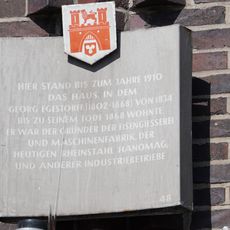 HIER STAND BIS ZUM JAHRE 1910
DAS HAUS, IN DEM
GEORG EGESTORFF (1802-1868) VON 1834
BIS ZU SEINEM TODE 1868 WOHNTE.
ER WAR DER GRÜNDER DER EISENGIESSEREI
UND MASCHINENFABRIK, DER
HEUTIGEN RHEINSTAHL HANOMAG,
UND ANDERER INDUSTRIEBETRIEBE
48